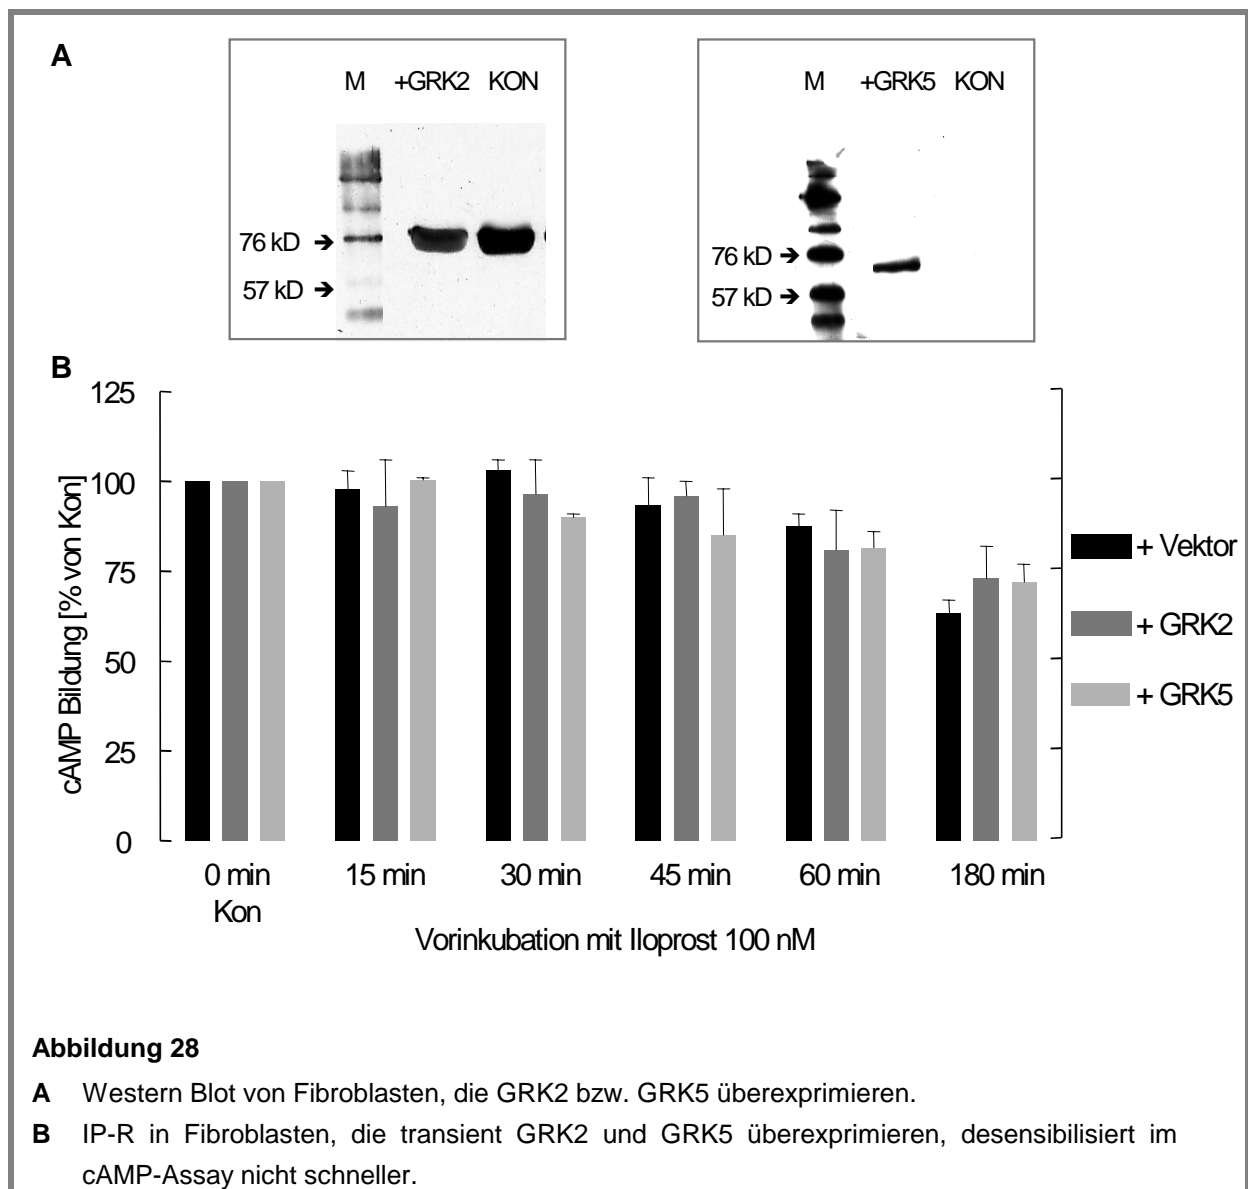 A
M +GRK2 KON
76 kD ➔
57 kD ➔
M +GRK5 KON
76 kD ➔
57 kD ➔
B
cAMP Bildung [% von Kon]
125
100
75
50
25
0
0 min 15 min 30 min 45 min 60 min 180 min
Kon
Vorinkubation mit Iloprost 100 nM
+ Vektor
+ GRK2
+ GRK5
Abbildung 28
A Western Blot von Fibroblasten, die GRK2 bzw. GRK5 überexprimieren.
B IP-R in Fibroblasten, die transient GRK2 und GRK5 überexprimieren, desensibilisiert im
cAMP-Assay nicht schneller.